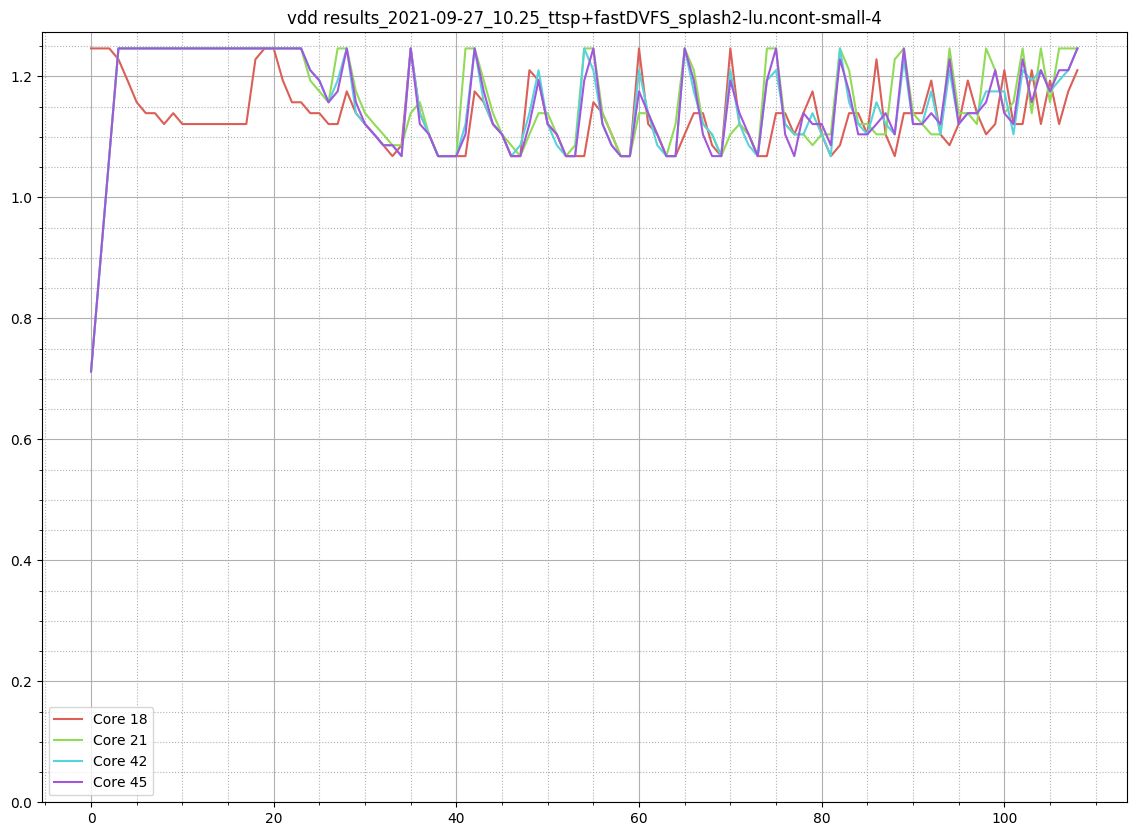 vdd results_2021-09-27_10.25_ttsp+fastDVFS_splash2-lu.ncont-small-4
1.2
1.0
0.8
0.6
0.4
0.2
0.0
Core 18
Core 21
Core 42
Core 45
0 20 40 60 80 100